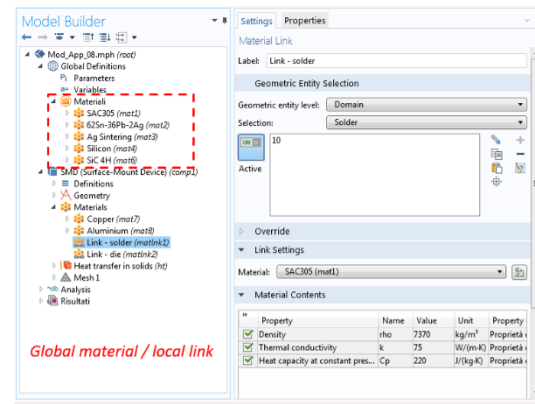 Model Builder
Mod_App_08.mph (root)
Global Definitions
Pi Parameters
a= Variables
Materiali
SAC305 (mat1)
62Sn-36Pb-2Ag (mat2)
Ag Sintering (mat3)
Silicon (mat4)
SiC 4H (mat6)
SMD (Surface-Mount Device) (comp1)
Definitions
Geometry
Materials
Copper (mat7)
Aluminium (mat8)
Link - solder (matlnk1)
Link - die (matlnk2)
Heat transfer in solids (ht)
Mesh 1
Analysis
Risultati
Global material / local link
Settings Properties
Material Link
Label: Link - solder
Geometric Entity Selection
Geometric entity level: Domain
Selection: Solder
ON
10
Active
Override
Link Settings
Material: SAC305 (mat1)
Material Contents
" Property Name Value Unit Property
Density rho 7370 kg/m³ Proprietà
Thermal conductivity k 75 W/(m·K) Proprietà
Heat capacity at constant pres... Cp 220 J/(kg·K) Proprietà